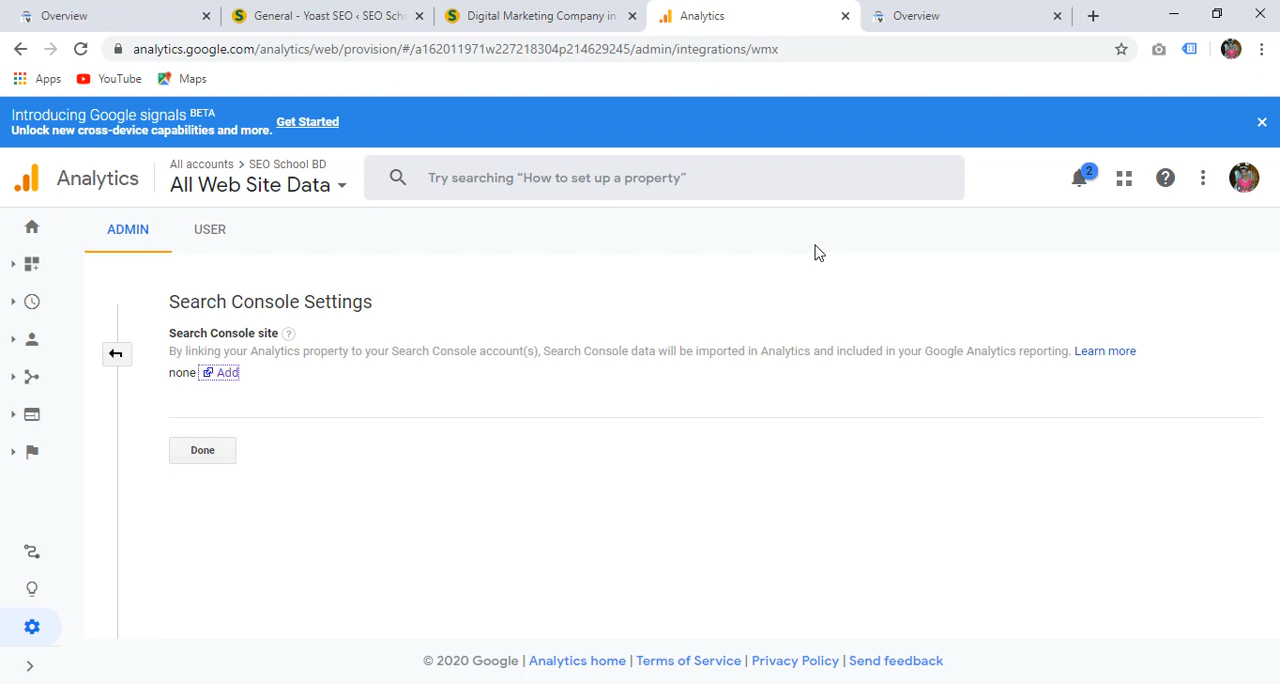 Overview
General - Yoast SEO ‹ SEO Scho
Digital Marketing Company in
Analytics
Overview
analytics.google.com/analytics/web/provision/#/a162011971w227218304p214629245/admin/integrations/wmx
Apps
YouTube
Maps
Introducing Google signals BETA
Unlock new cross-device capabilities and more.
Get Started
Analytics
All accounts > SEO School BD
All Web Site Data
Try searching “How to set up a property”
2
ADMIN
USER
Search Console Settings
Search Console site ?
By linking your Analytics property to your Search Console account(s), Search Console data will be imported in Analytics and included in your Google Analytics reporting. Learn more
none Add
Done
© 2020 Google | Analytics home | Terms of Service | Privacy Policy | Send feedback